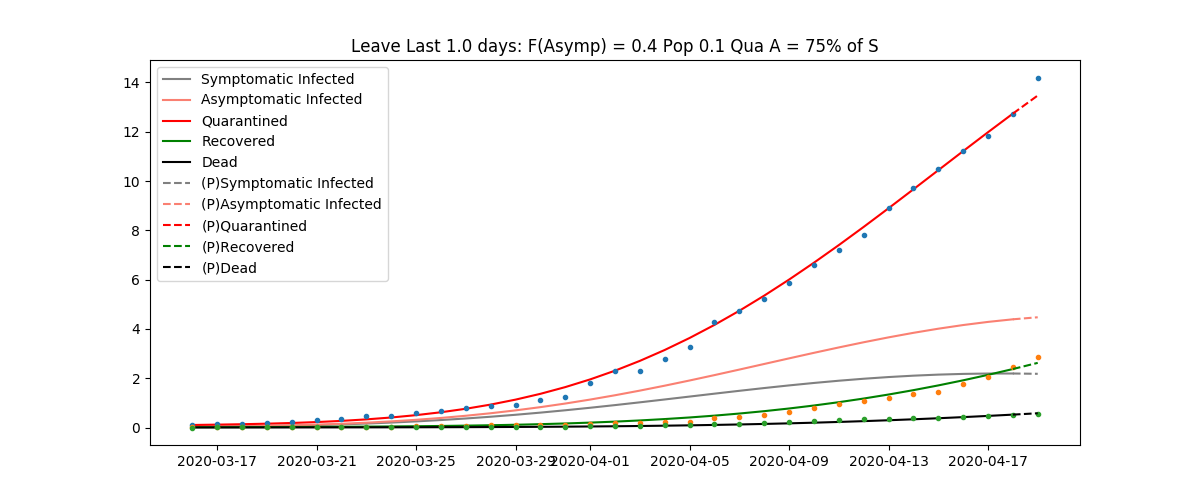 Leave Last 1.0 days: F(Asymp) = 0.4 Pop 0.1 Qua A = 75% of S
Symptomatic Infected
Asymptomatic Infected
Quarantined
Recovered
Dead
(P)Symptomatic Infected
(P)Asymptomatic Infected
(P)Quarantined
(P)Recovered
(P)Dead
14
12
10
8
6
4
2
0
2020-03-17 2020-03-21 2020-03-25 2020-03-29 2020-04-01 2020-04-05 2020-04-09 2020-04-13 2020-04-17